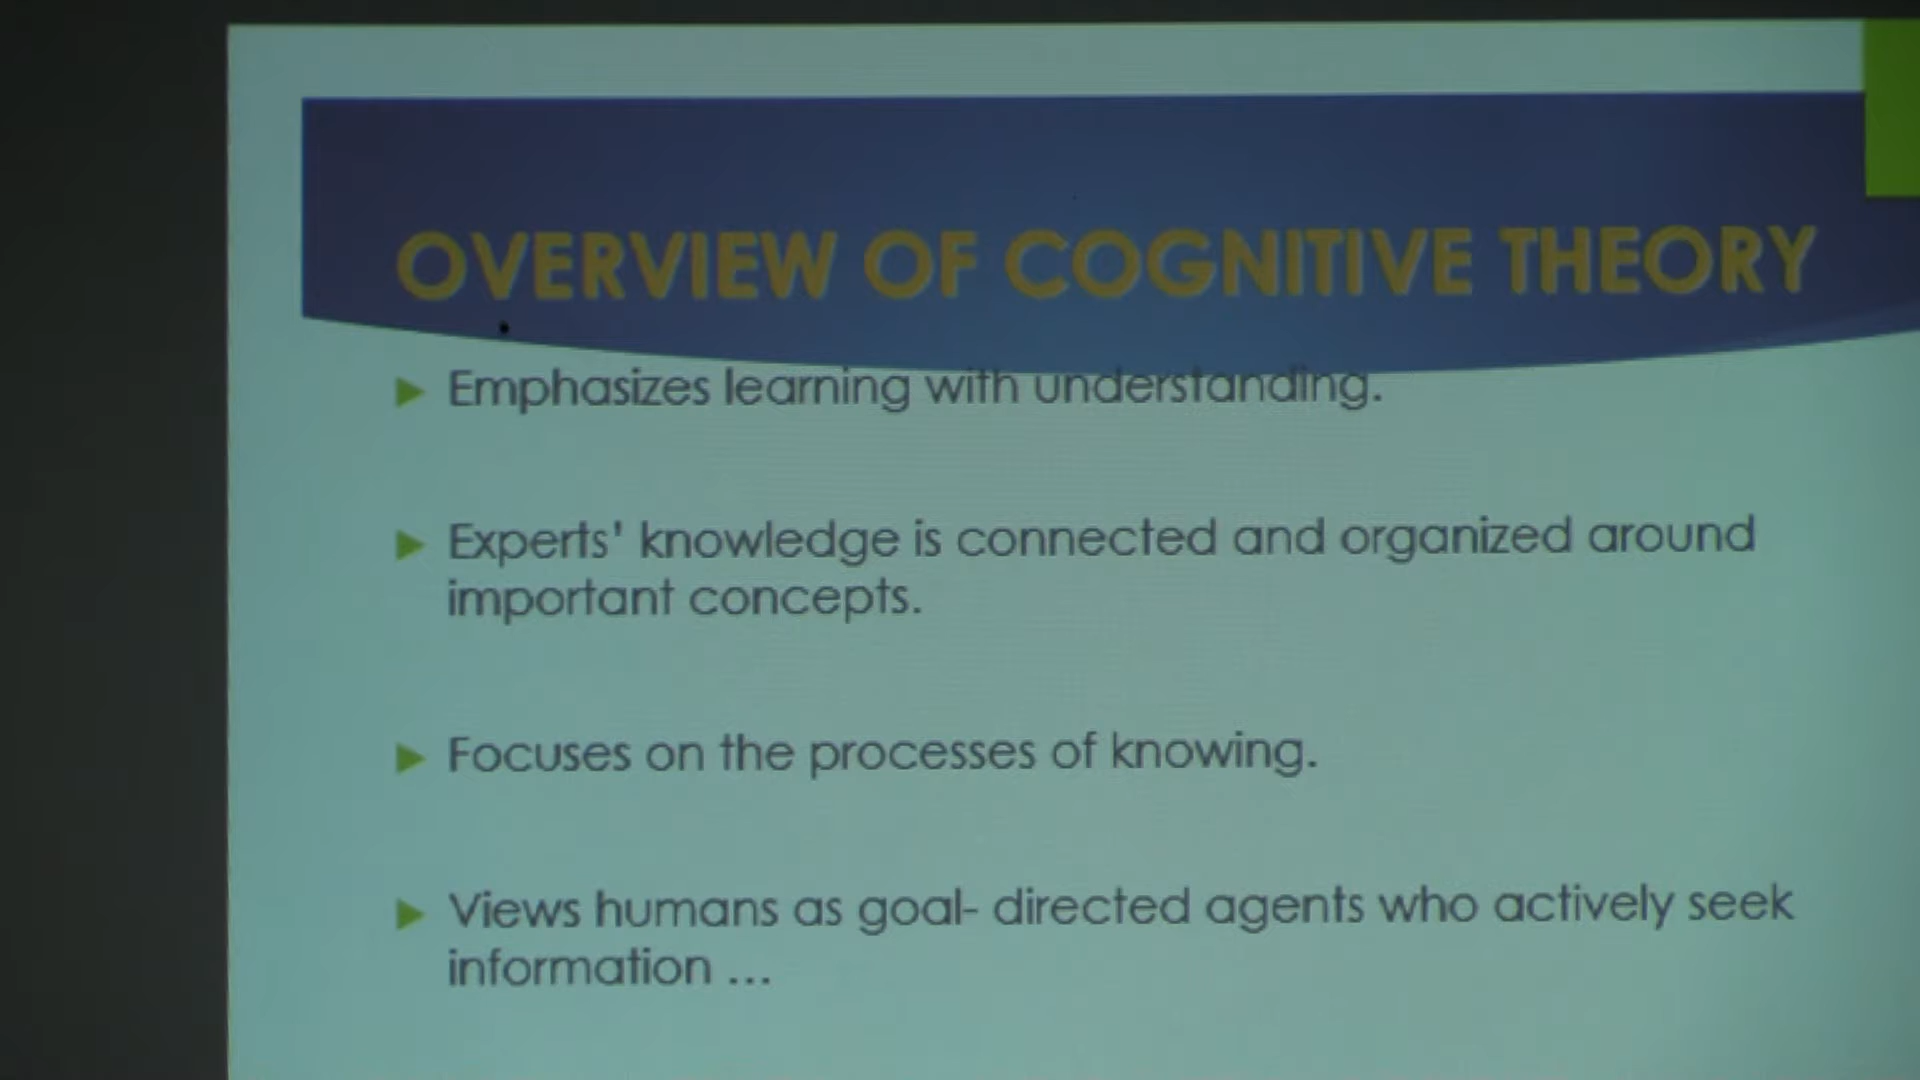 OVERVIEW OF COGNITIVE THEORY
Emphasizes learning with understanding.
Experts' knowledge is connected and organized around
important concepts.
Focuses on the processes of knowing.
Views humans as goal- directed agents who actively seek
information ...